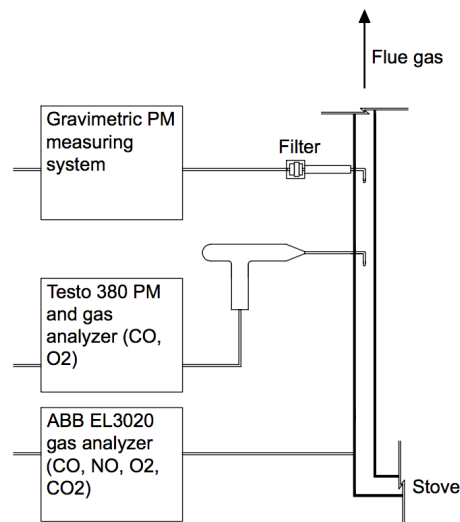 Flue gas
Gravimetric PM
measuring
system
Filter
Testo 380 PM
and gas
analyzer (CO,
O2)
ABB EL3020
gas analyzer
(CO, NO, O2,
CO2)
Stove